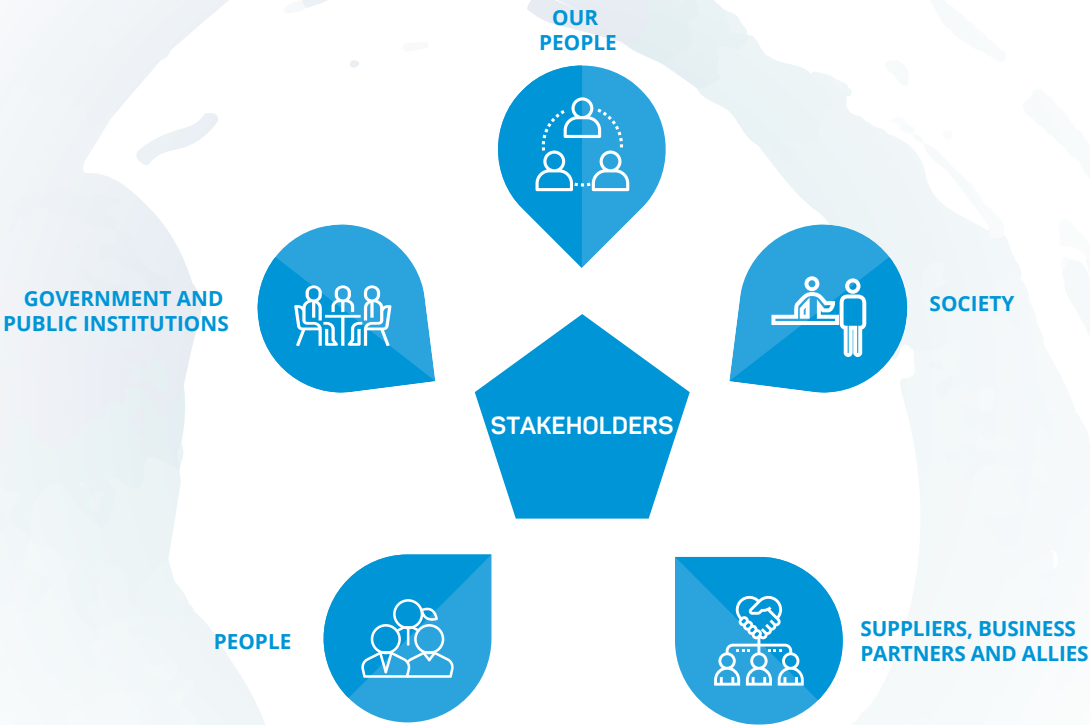 OUR
PEOPLE
GOVERNMENT AND
PUBLIC INSTITUTIONS
SOCIETY
STAKEHOLDERS
PEOPLE
SUPPLIERS, BUSINESS
PARTNERS AND ALLIES